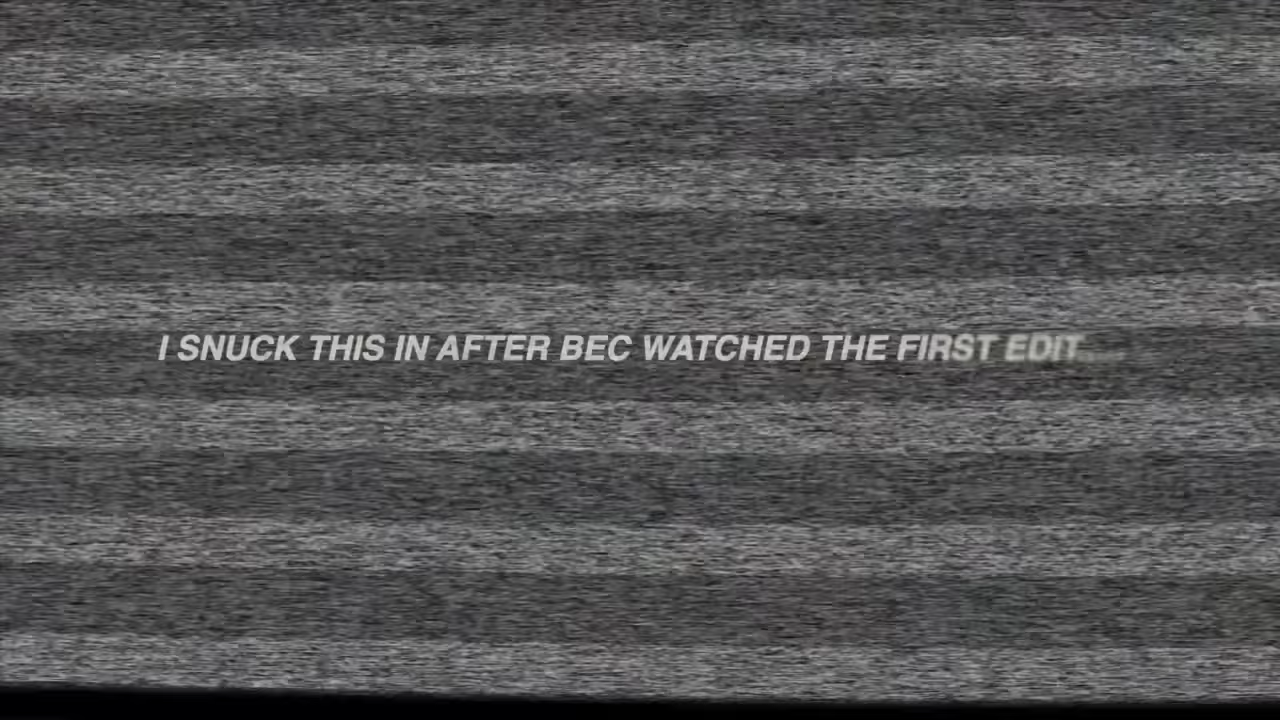 I SNUCK THIS IN AFTER BEC WATCHED THE FIRST EDIT.....